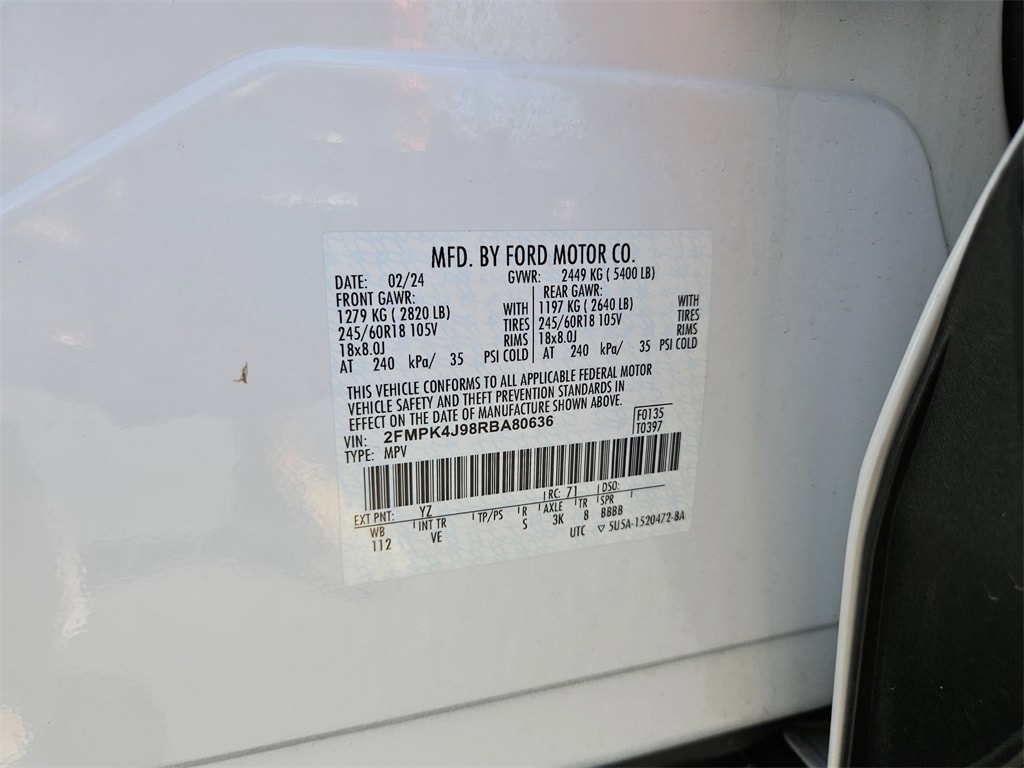 MFD. BY FORD MOTOR CO.
DATE: 02/24 GVWR: 2449 KG ( 5400 LB)
FRONT GAWR: REAR GAWR:
1279 KG ( 2820 LB) WITH 1197 KG ( 2640 LB) WITH
245/60R18 105V TIRES 245/60R18 105V TIRES
18x8.0J RIMS 18x8.0J RIMS
AT 240 kPa/ 35 PSI COLD AT 240 kPa/ 35 PSI COLD
THIS VEHICLE CONFORMS TO ALL APPLICABLE FEDERAL MOTOR
VEHICLE SAFETY AND THEFT PREVENTION STANDARDS IN
EFFECT ON THE DATE OF MANUFACTURE SHOWN ABOVE.
VIN: 2FMPK4J98RBA80636 F0135
TYPE: MPV T0397
EXT PNT: YZ RC: 71 DSO:
WB INT TR TP/PS R AXLE TR SPR
112 VE S 3K 8 BBBB
UTC ▽ 5U5A-1520472-BA